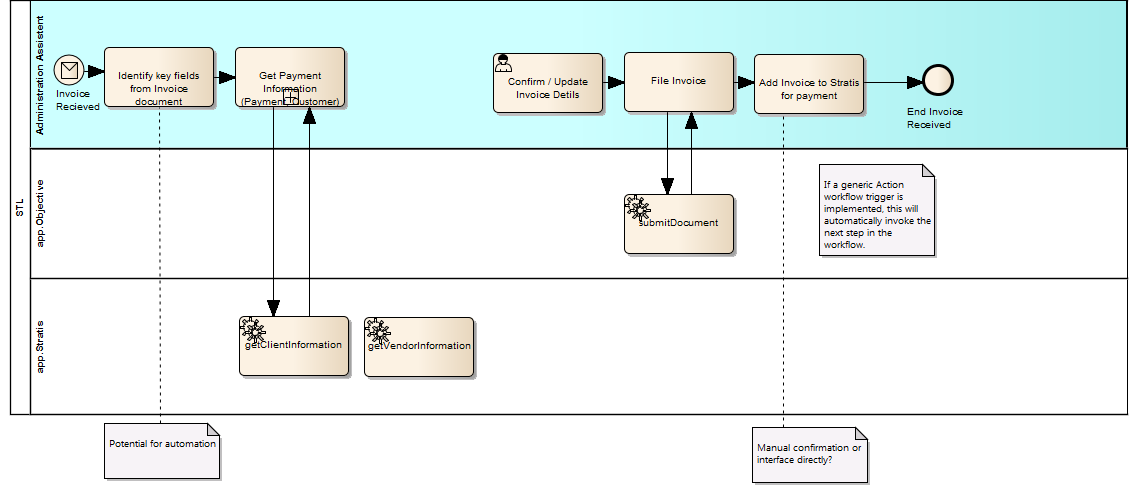 STL
Administration Assistent
Invoice
Recieved
Identify key fields
from Invoice
document
Get Payment
Information
(Payment, Customer)
Confirm / Update
Invoice Detils
File Invoice
Add Invoice to Stratis
for payment
End Invoice
Received
app.Objective
submitDocument
If a generic Action
workflow trigger is
implemented, this will
automatically invoke the
next step in the
workflow.
app.Stratis
getClientInformation
getVendorInformation
Potential for automation
Manual confirmation or
interface directly?